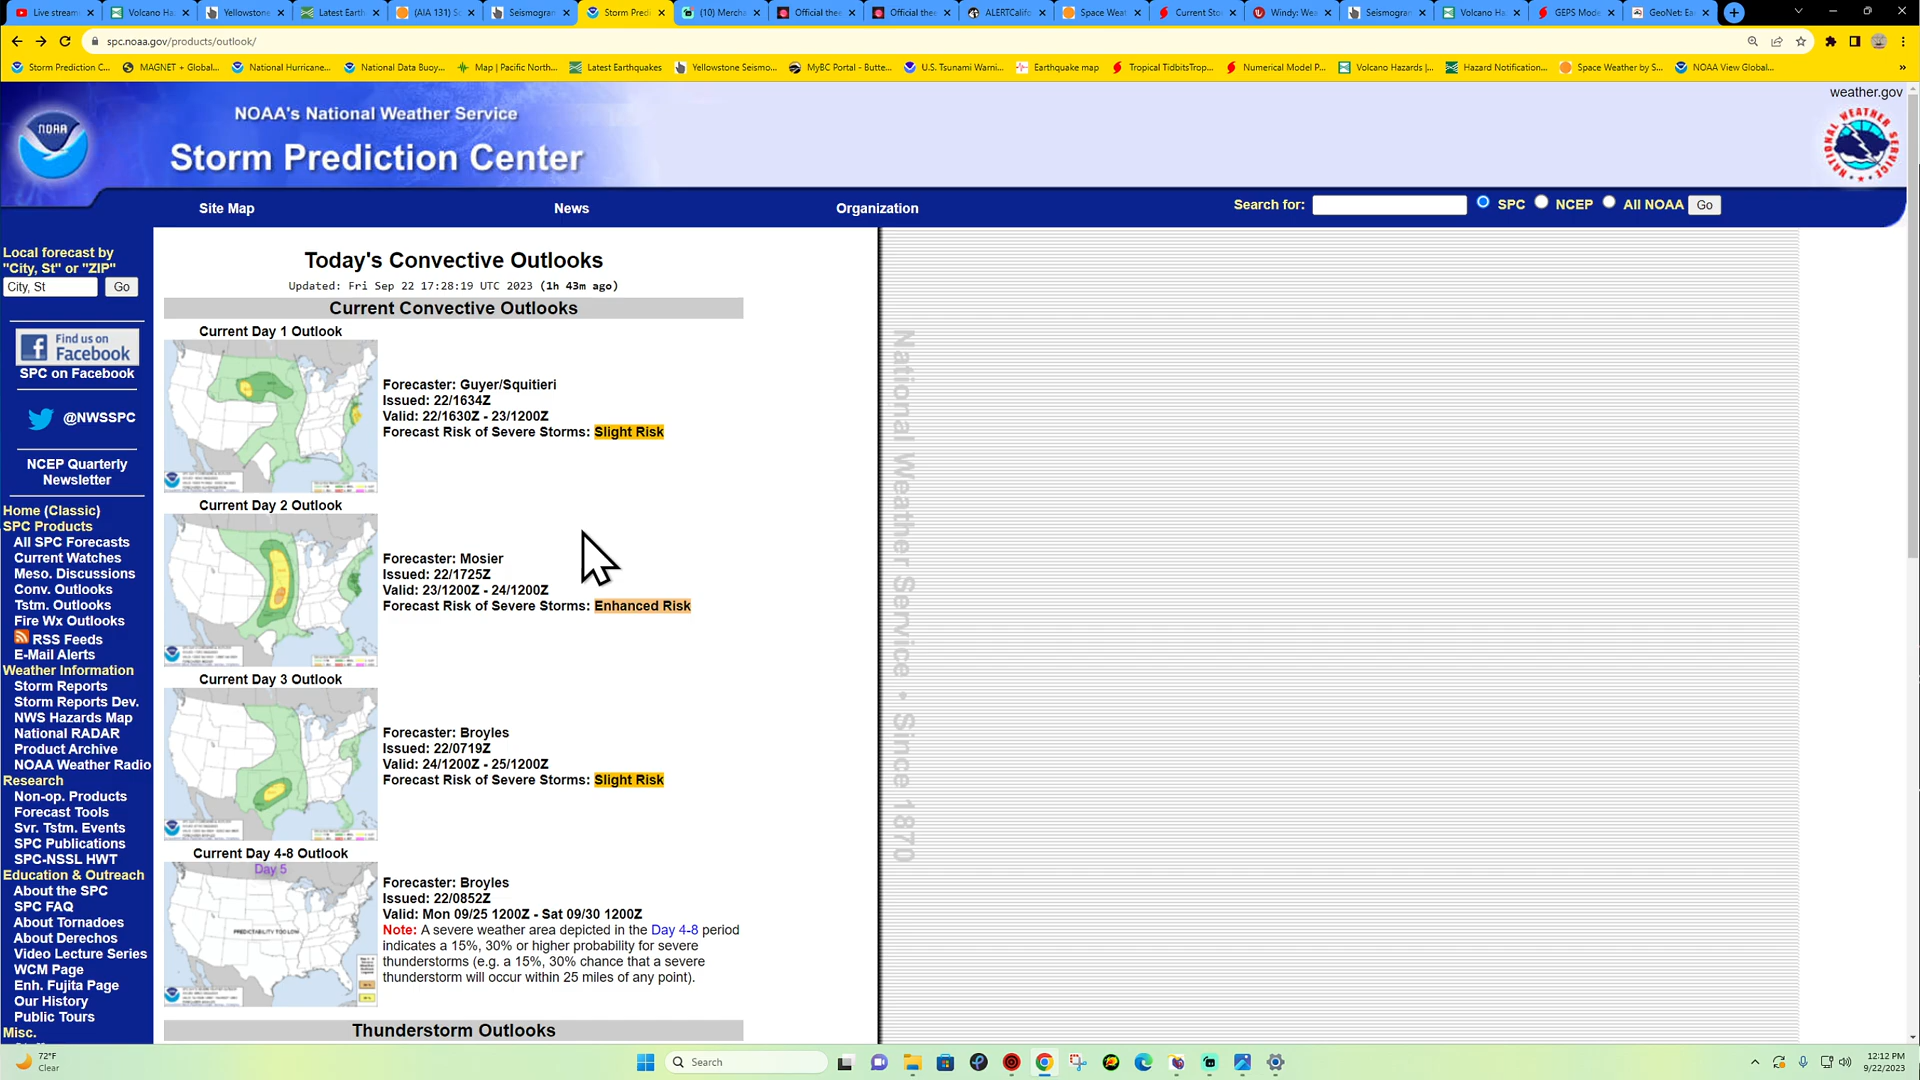 Live stream
Volcano Ha
Yellowstone
Latest Earth
(AIA 131) S
Seismogram
Storm Predi
(10) Mercha
Official thee
Official thee
ALERTCalifo
Space Weat
Current Sto
Windy: Wea
Seismogram
Volcano Ha
GEPS Mode
GeoNet: Ea
spc.noaa.gov/products/outlook/
Storm Prediction C...
MAGNET + Global...
National Hurricane...
National Data Buoy...
Map | Pacific North...
Latest Earthquakes
Yellowstone Seismo...
MyBC Portal - Butte...
U.S. Tsunami Warni...
Earthquake map
Tropical TidbitsTrop...
Numerical Model P...
Volcano Hazards |...
Hazard Notification...
Space Weather by S...
NOAA View Global...
weather.gov
NOAA
NOAA's National Weather Service
Storm Prediction Center
NATIONAL WEATHER SERVICE
Site Map
News
Organization
Search for:
SPC
NCEP
All NOAA
Go
Local forecast by
"City, St" or "ZIP"
City, St
Go
Find us on
Facebook
SPC on Facebook
@NWSSPC
NCEP Quarterly
Newsletter
Home (Classic)
SPC Products
All SPC Forecasts
Current Watches
Meso. Discussions
Conv. Outlooks
Tstm. Outlooks
Fire Wx Outlooks
RSS Feeds
E-Mail Alerts
Weather Information
Storm Reports
Storm Reports Dev.
NWS Hazards Map
National RADAR
Product Archive
NOAA Weather Radio
Research
Non-op. Products
Forecast Tools
Svr. Tstm. Events
SPC Publications
SPC-NSSL HWT
Education & Outreach
About the SPC
SPC FAQ
About Tornadoes
About Derechos
Video Lecture Series
WCM Page
Enh. Fujita Page
Our History
Public Tours
Misc.
Today's Convective Outlooks
Updated: Fri Sep 22 17:28:19 UTC 2023 (1h 43m ago)
Current Convective Outlooks
Current Day 1 Outlook
Forecaster: Guyer/Squitieri
Issued: 22/1634Z
Valid: 22/1630Z - 23/1200Z
Forecast Risk of Severe Storms: Slight Risk
Current Day 2 Outlook
Forecaster: Mosier
Issued: 22/1725Z
Valid: 23/1200Z - 24/1200Z
Forecast Risk of Severe Storms: Enhanced Risk
Current Day 3 Outlook
Forecaster: Broyles
Issued: 22/0719Z
Valid: 24/1200Z - 25/1200Z
Forecast Risk of Severe Storms: Slight Risk
Current Day 4-8 Outlook
Day 5
PREDICTABILITY TOO LOW
Forecaster: Broyles
Issued: 22/0852Z
Valid: Mon 09/25 1200Z - Sat 09/30 1200Z
Note: A severe weather area depicted in the Day 4-8 period
indicates a 15%, 30% or higher probability for severe
thunderstorms (e.g. a 15%, 30% chance that a severe
thunderstorm will occur within 25 miles of any point).
Thunderstorm Outlooks
National Weather Service • Since 1870
72°F
Clear
Search
12:12 PM
9/22/2023